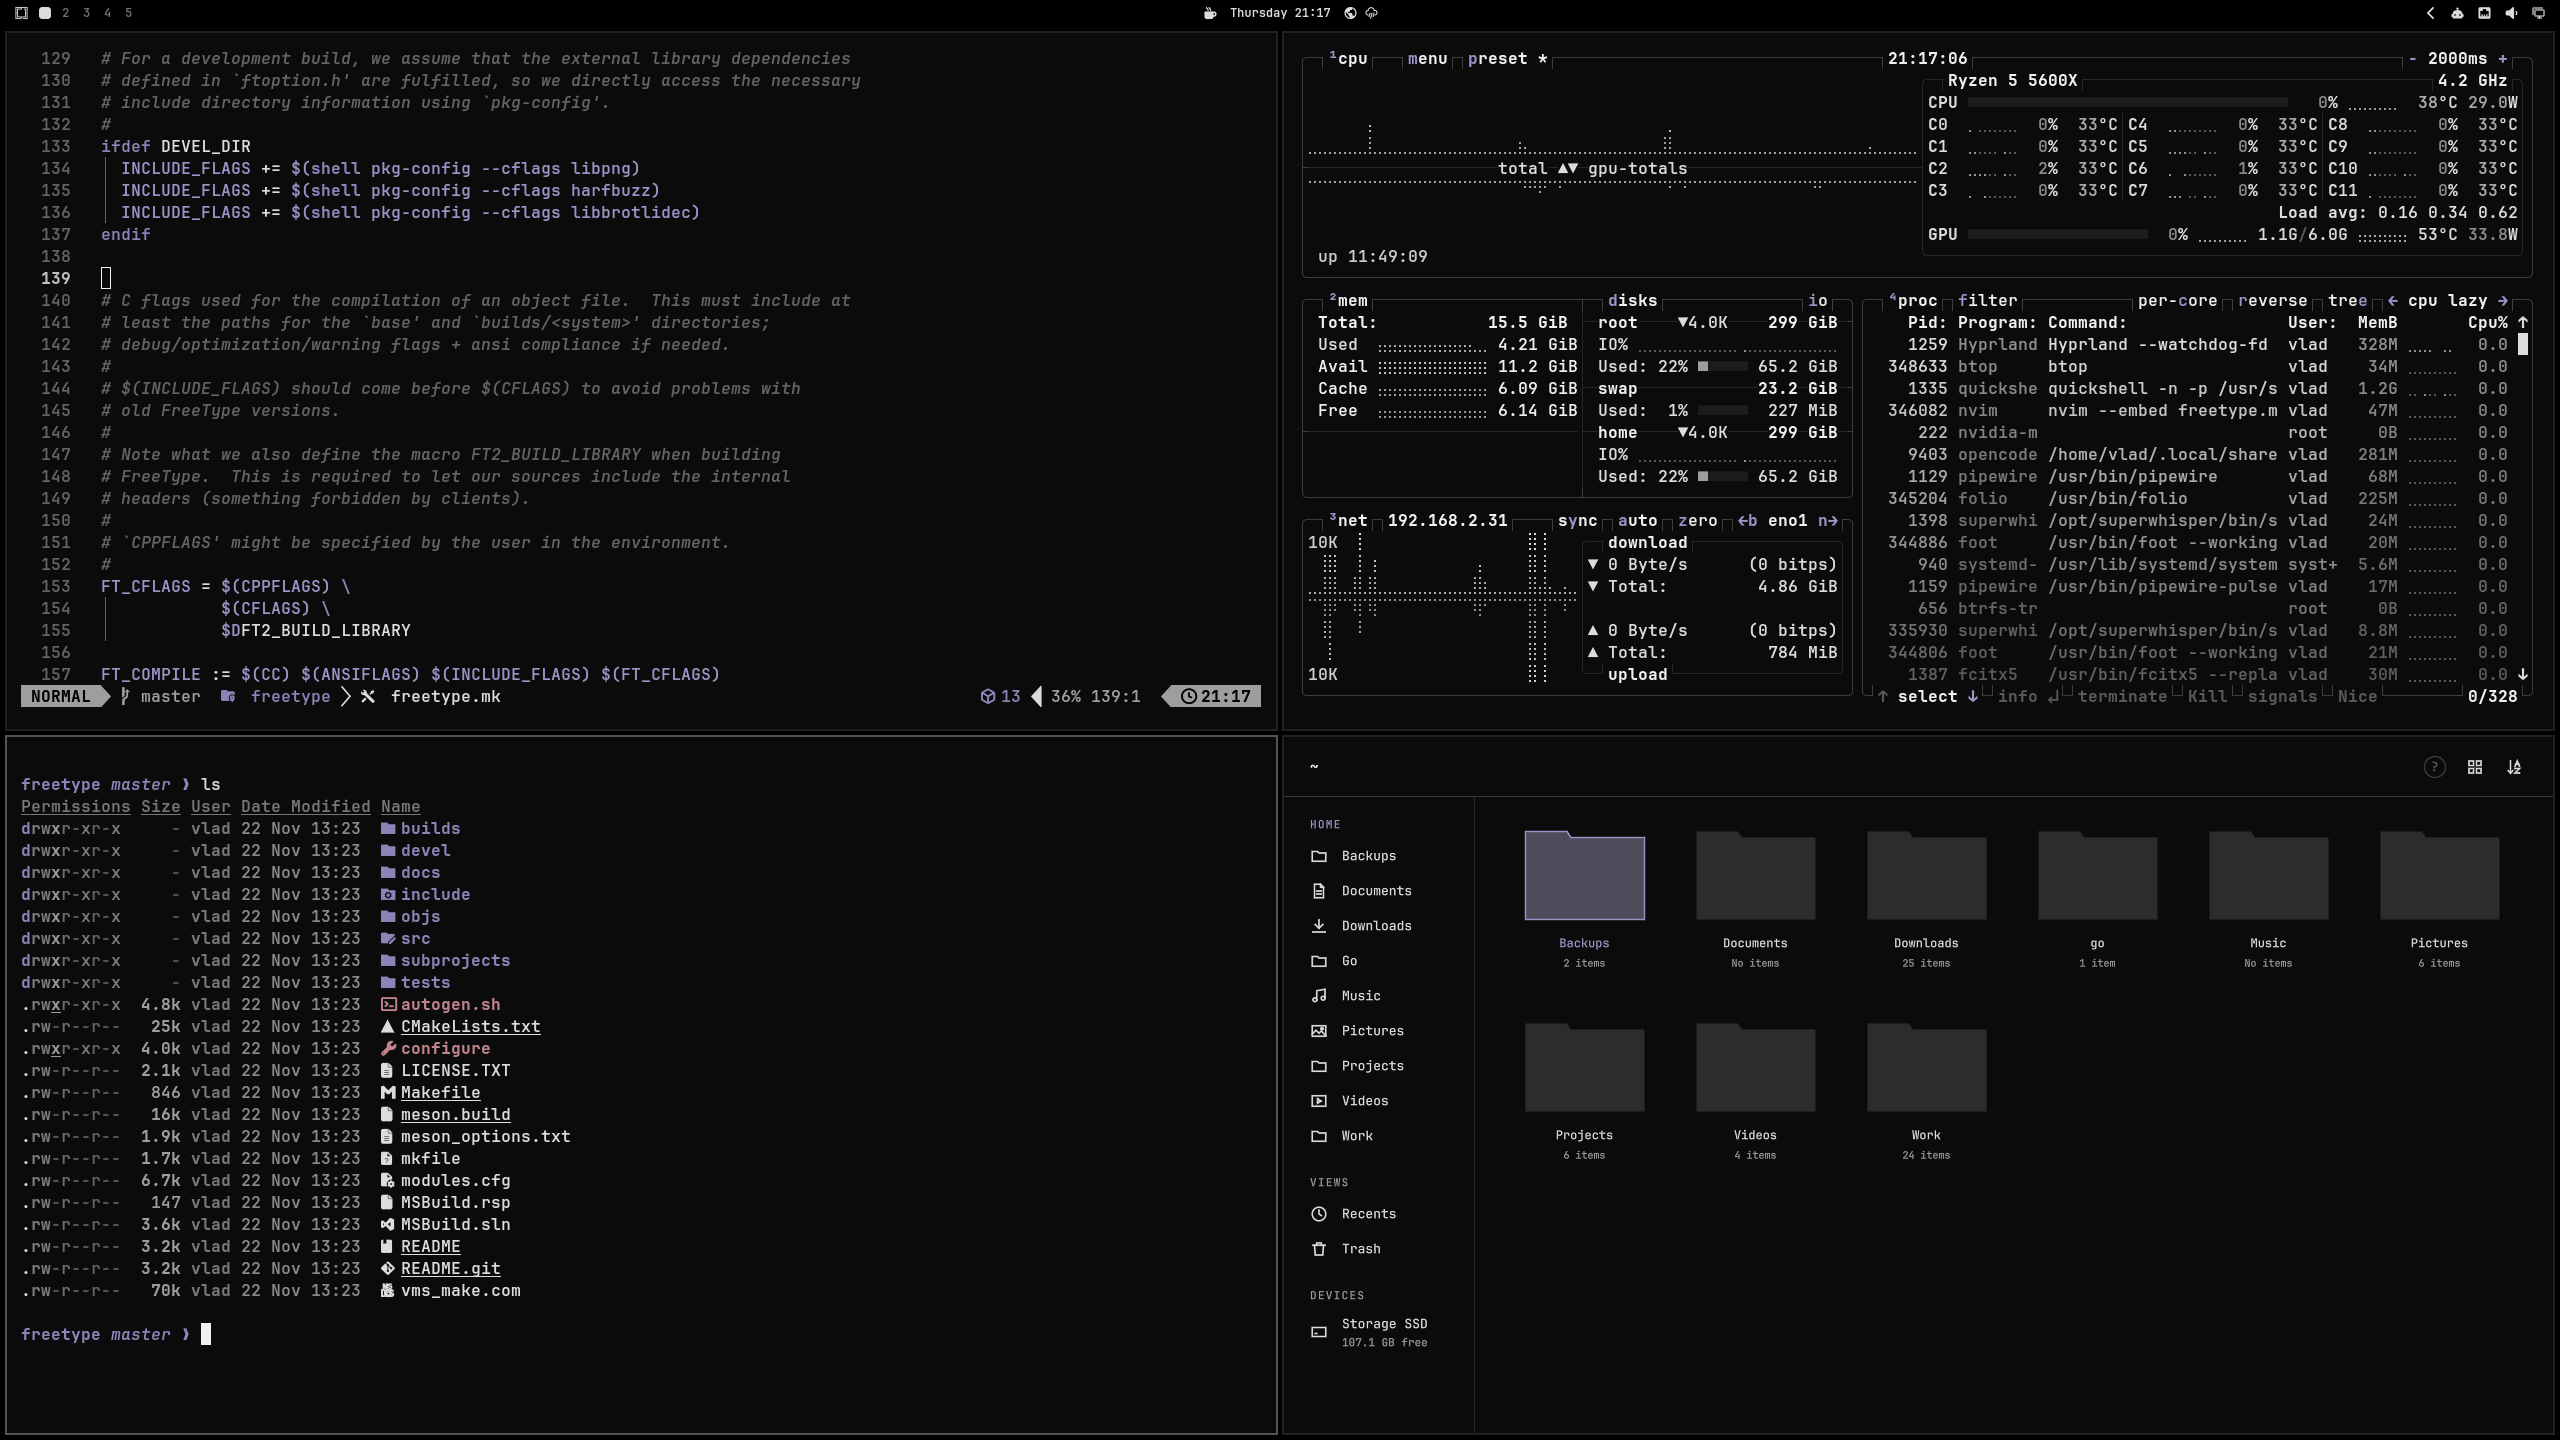 2 3 4 5
Thursday 21:17
129 # For a development build, we assume that the external library dependencies
130 # defined in `ftoption.h' are fulfilled, so we directly access the necessary
131 # include directory information using `pkg-config'.
132 #
133 ifdef DEVEL_DIR
134 INCLUDE_FLAGS += $(shell pkg-config --cflags libpng)
135 INCLUDE_FLAGS += $(shell pkg-config --cflags harfbuzz)
136 INCLUDE_FLAGS += $(shell pkg-config --cflags libbrotlidec)
137 endif
138
139
140 # C flags used for the compilation of an object file.  This must include at
141 # least the paths for the `base' and `builds/<system>' directories;
142 # debug/optimization/warning flags + ansi compliance if needed.
143 #
144 # $(INCLUDE_FLAGS) should come before $(CFLAGS) to avoid problems with
145 # old FreeType versions.
146 #
147 # Note what we also define the macro FT2_BUILD_LIBRARY when building
148 # FreeType.  This is required to let our sources include the internal
149 # headers (something forbidden by clients).
150 #
151 # `CPPFLAGS' might be specified by the user in the environment.
152 #
153 FT_CFLAGS = $(CPPFLAGS) \
154 $(CFLAGS) \
155 $DFT2_BUILD_LIBRARY
156
157 FT_COMPILE := $(CC) $(ANSIFLAGS) $(INCLUDE_FLAGS) $(FT_CFLAGS)
NORMAL master freetype freetype.mk 13 36% 139:1 21:17
¹cpu menu preset * 21:17:06 - 2000ms +
Ryzen 5 5600X 4.2 GHz
CPU 0% 38°C 29.0W
C0 0% 33°C C4 0% 33°C C8 0% 33°C
C1 0% 33°C C5 0% 33°C C9 0% 33°C
total ▲▼ gpu-totals C2 2% 33°C C6 1% 33°C C10 0% 33°C
C3 0% 33°C C7 0% 33°C C11 0% 33°C
Load avg: 0.16 0.34 0.62
GPU 0% 1.1G/6.0G 53°C 33.8W
up 11:49:09
²mem
Total: 15.5 GiB
Used 4.21 GiB
Avail 11.2 GiB
Cache 6.09 GiB
Free 6.14 GiB
disks io
root ▼4.0K 299 GiB
IO%
Used: 22% 65.2 GiB
swap 23.2 GiB
Used: 1% 227 MiB
home ▼4.0K 299 GiB
IO%
Used: 22% 65.2 GiB
³net 192.168.2.31 sync auto zero ←b eno1 n→
10K download
▼ 0 Byte/s (0 bitps)
▼ Total: 4.86 GiB
▲ 0 Byte/s (0 bitps)
▲ Total: 784 MiB
10K upload
⁴proc filter per-core reverse tree ← cpu lazy →
Pid: Program: Command: User: MemB Cpu% ↑
1259 Hyprland Hyprland --watchdog-fd vlad 328M 0.0
348633 btop btop vlad 34M 0.0
1335 quickshe quickshell -n -p /usr/s vlad 1.2G 0.0
346082 nvim nvim --embed freetype.m vlad 47M 0.0
222 nvidia-m root 0B 0.0
9403 opencode /home/vlad/.local/share vlad 281M 0.0
1129 pipewire /usr/bin/pipewire vlad 68M 0.0
345204 folio /usr/bin/folio vlad 225M 0.0
1398 superwhi /opt/superwhisper/bin/s vlad 24M 0.0
344886 foot /usr/bin/foot --working vlad 20M 0.0
940 systemd- /usr/lib/systemd/system syst+ 5.6M 0.0
1159 pipewire /usr/bin/pipewire-pulse vlad 17M 0.0
656 btrfs-tr root 0B 0.0
335930 superwhi /opt/superwhisper/bin/s vlad 8.8M 0.0
344806 foot /usr/bin/foot --working vlad 21M 0.0
1387 fcitx5 /usr/bin/fcitx5 --repla vlad 30M 0.0 ↓
↑ select ↓ info ↲ terminate Kill signals Nice 0/328
freetype master ❯ ls
Permissions Size User Date Modified Name
drwxr-xr-x - vlad 22 Nov 13:23 builds
drwxr-xr-x - vlad 22 Nov 13:23 devel
drwxr-xr-x - vlad 22 Nov 13:23 docs
drwxr-xr-x - vlad 22 Nov 13:23 include
drwxr-xr-x - vlad 22 Nov 13:23 objs
drwxr-xr-x - vlad 22 Nov 13:23 src
drwxr-xr-x - vlad 22 Nov 13:23 subprojects
drwxr-xr-x - vlad 22 Nov 13:23 tests
.rwxr-xr-x 4.8k vlad 22 Nov 13:23 autogen.sh
.rw-r--r-- 25k vlad 22 Nov 13:23 CMakeLists.txt
.rwxr-xr-x 4.0k vlad 22 Nov 13:23 configure
.rw-r--r-- 2.1k vlad 22 Nov 13:23 LICENSE.TXT
.rw-r--r-- 846 vlad 22 Nov 13:23 Makefile
.rw-r--r-- 16k vlad 22 Nov 13:23 meson.build
.rw-r--r-- 1.9k vlad 22 Nov 13:23 meson_options.txt
.rw-r--r-- 1.7k vlad 22 Nov 13:23 mkfile
.rw-r--r-- 6.7k vlad 22 Nov 13:23 modules.cfg
.rw-r--r-- 147 vlad 22 Nov 13:23 MSBuild.rsp
.rw-r--r-- 3.6k vlad 22 Nov 13:23 MSBuild.sln
.rw-r--r-- 3.2k vlad 22 Nov 13:23 README
.rw-r--r-- 3.2k vlad 22 Nov 13:23 README.git
.rw-r--r-- 70k vlad 22 Nov 13:23 vms_make.com
freetype master ❯
~
?
HOME
Backups
Documents
Downloads
Go
Music
Pictures
Projects
Videos
Work
VIEWS
Recents
Trash
DEVICES
Storage SSD
107.1 GB free
Backups Documents Downloads go Music Pictures
2 items No items 25 items 1 item No items 6 items
Projects Videos Work
6 items 4 items 24 items